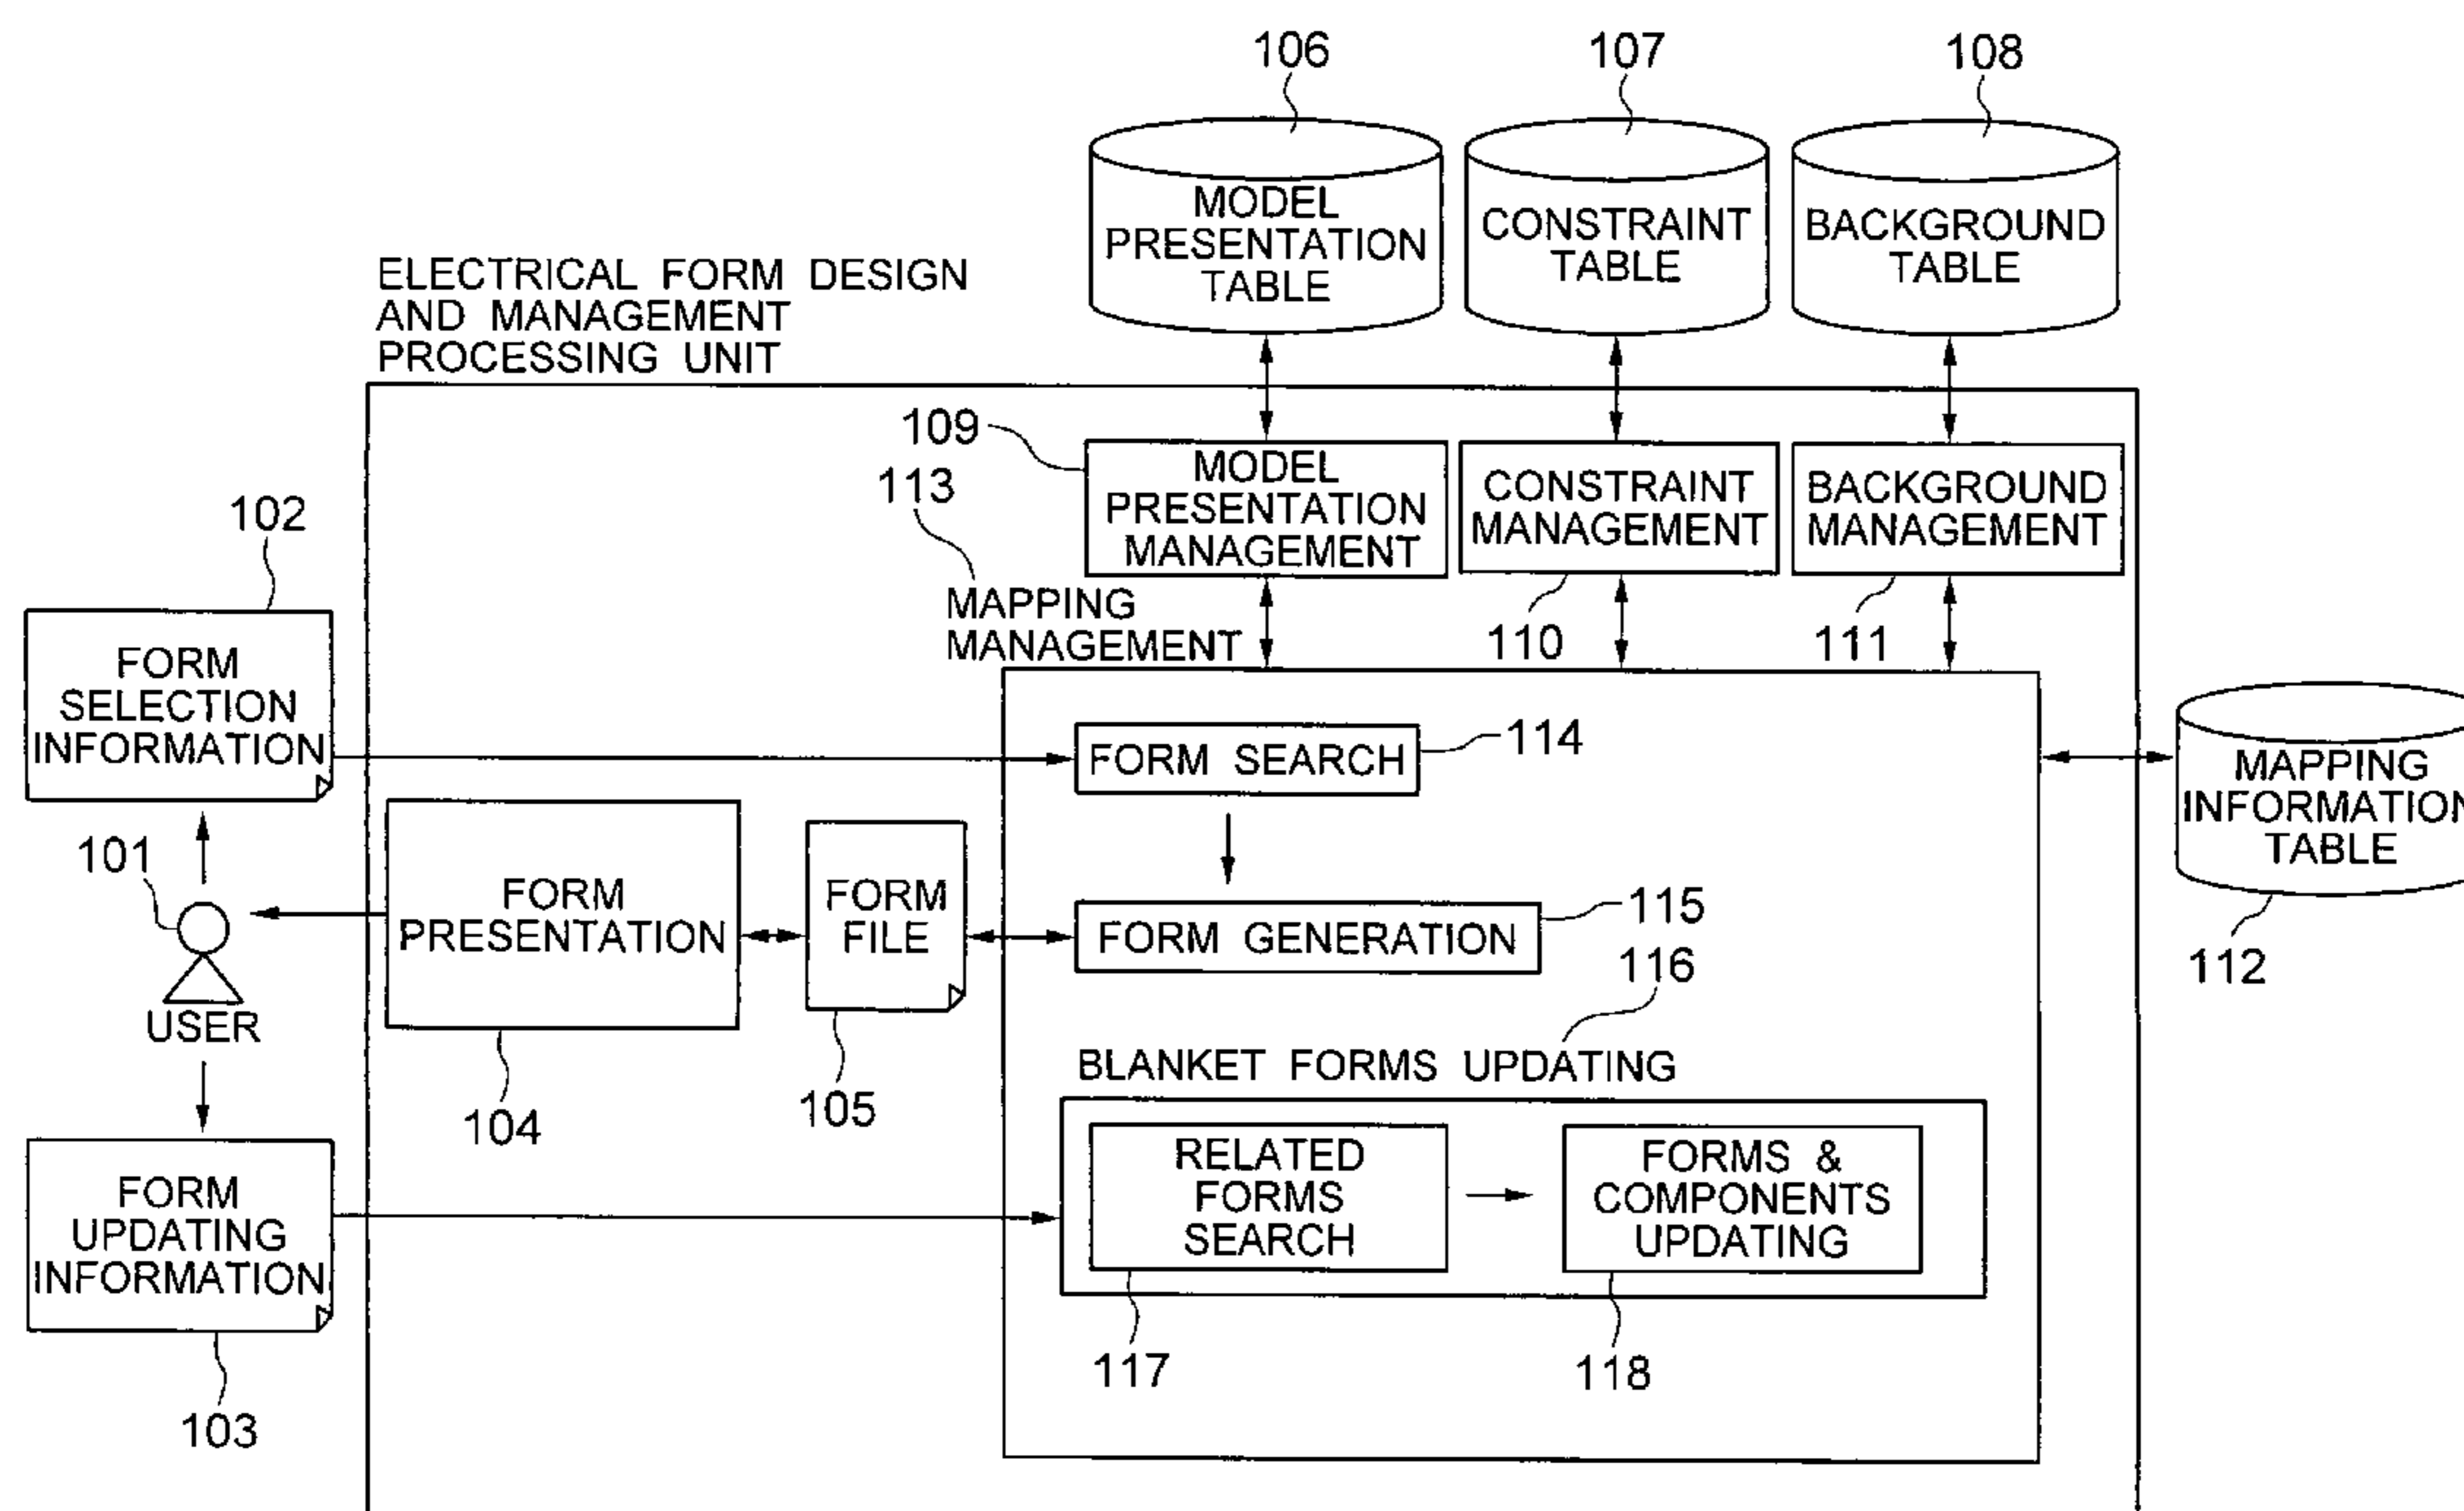 106
107
108
MODEL
PRESENTATION
TABLE
CONSTRAINT
TABLE
BACKGROUND
TABLE
ELECTRICAL FORM DESIGN
AND MANAGEMENT
PROCESSING UNIT
109
113
MODEL
PRESENTATION
MANAGEMENT
CONSTRAINT
MANAGEMENT
BACKGROUND
MANAGEMENT
102
MAPPING
MANAGEMENT
110
111
FORM
SELECTION
INFORMATION
FORM SEARCH
114
MAPPING
INFORMATION
TABLE
112
101
USER
FORM
PRESENTATION
104
FORM
FILE
105
FORM GENERATION
115
116
BLANKET FORMS UPDATING
FORM
UPDATING
INFORMATION
103
RELATED
FORMS
SEARCH
117
FORMS &
COMPONENTS
UPDATING
118